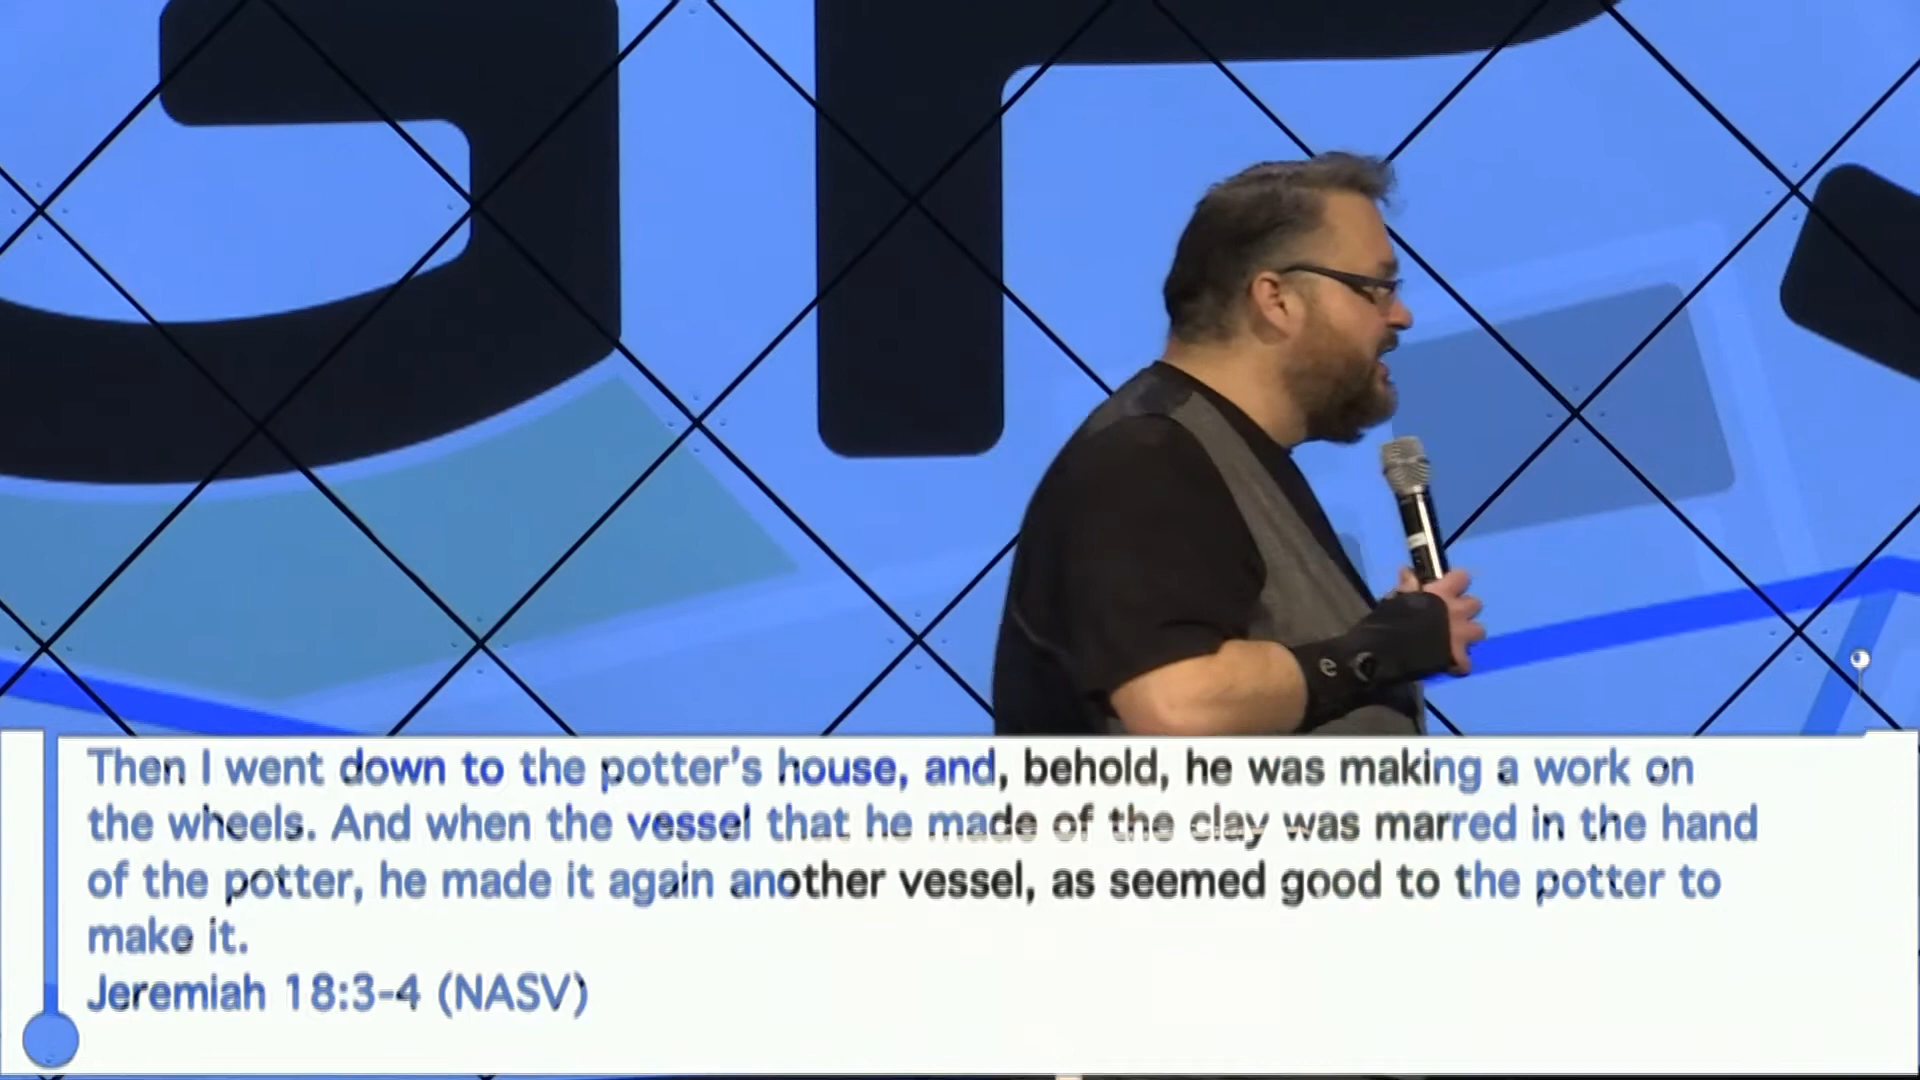 Then I went down to the potter's house, and, behold, he was making a work on
the wheels. And when the vessel that he made of the clay was marred in the hand
of the potter, he made it again another vessel, as seemed good to the potter to
make it.
Jeremiah 18:3-4 (NASV)